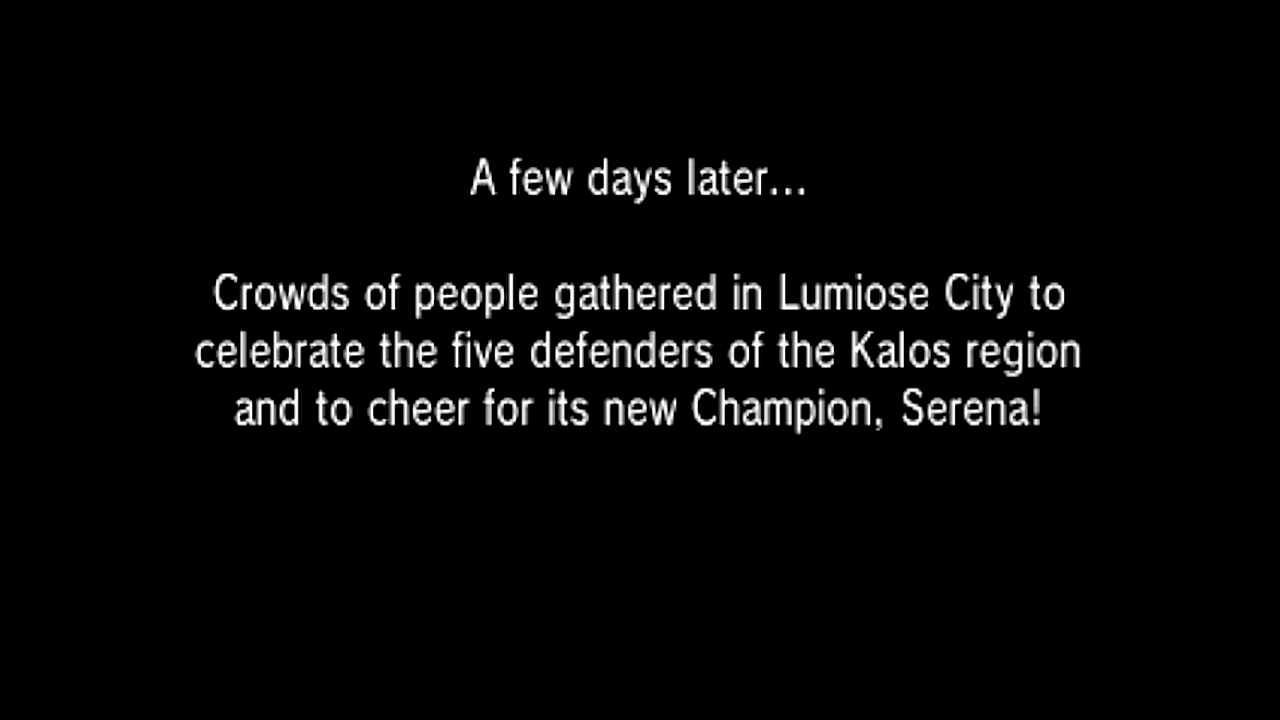 A few days later...
Crowds of people gathered in Lumiose City to
celebrate the five defenders of the Kalos region
and to cheer for its new Champion, Serena!